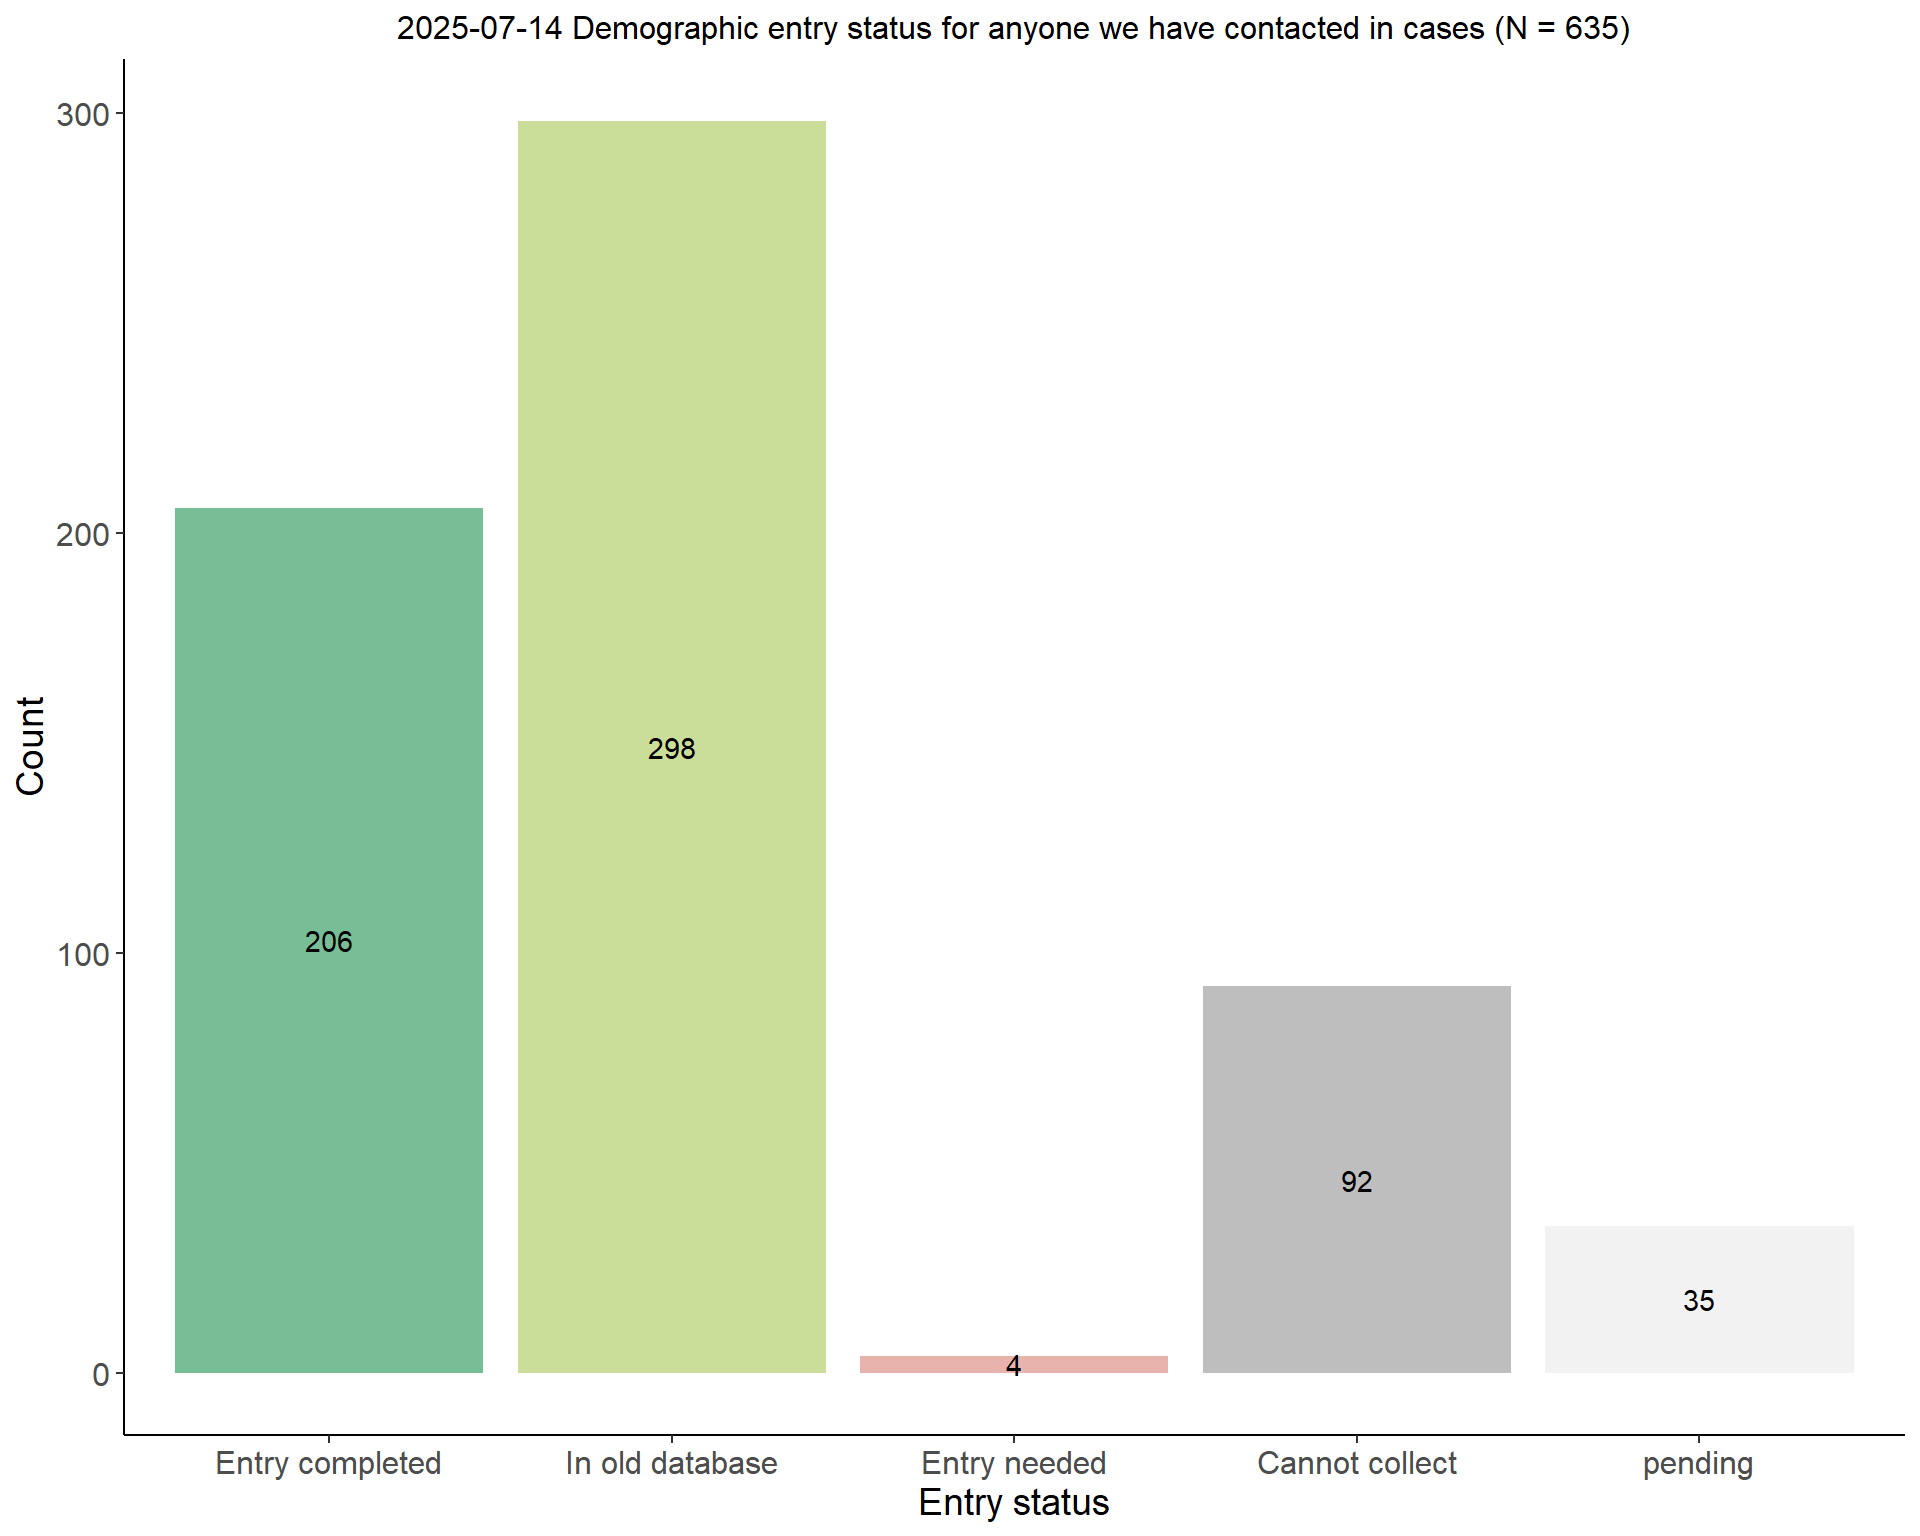 2025-07-14 Demographic entry status for anyone we have contacted in cases (N = 635)
300
200
100
0
Count
206
298
4
92
35
Entry completed
In old database
Entry needed
Cannot collect
pending
Entry status